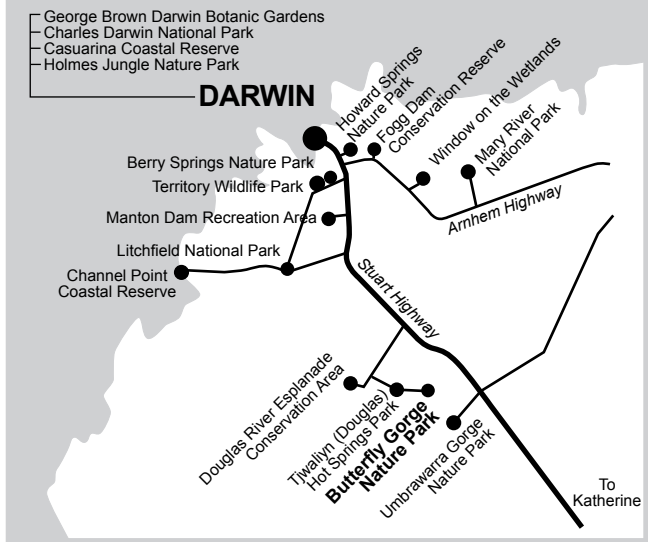 George Brown Darwin Botanic Gardens
Charles Darwin National Park
Casuarina Coastal Reserve
Holmes Jungle Nature Park
DARWIN
Howard Springs
Nature Park
Fogg Dam
Conservation Reserve
Window on the Wetlands
Mary River
National Park
Berry Springs Nature Park
Territory Wildlife Park
Arnhem Highway
Manton Dam Recreation Area
Litchfield National Park
Channel Point
Coastal Reserve
Stuart Highway
Douglas River Esplanade
Conservation Area
Tjwaliyn (Douglas)
Hot Springs Park
Butterfly Gorge
Nature Park
Umbrawarra Gorge
Nature Park
To
Katherine